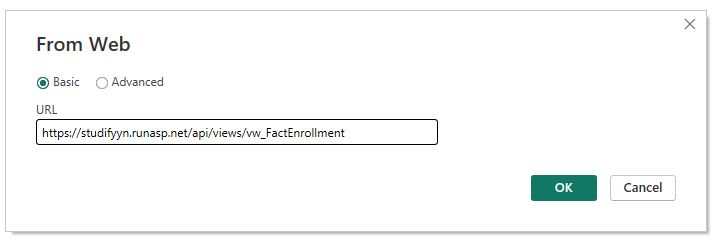 From Web
Basic Advanced
URL
https://studifyyn.runasp.net/api/views/vw_FactEnrollment
OK Cancel